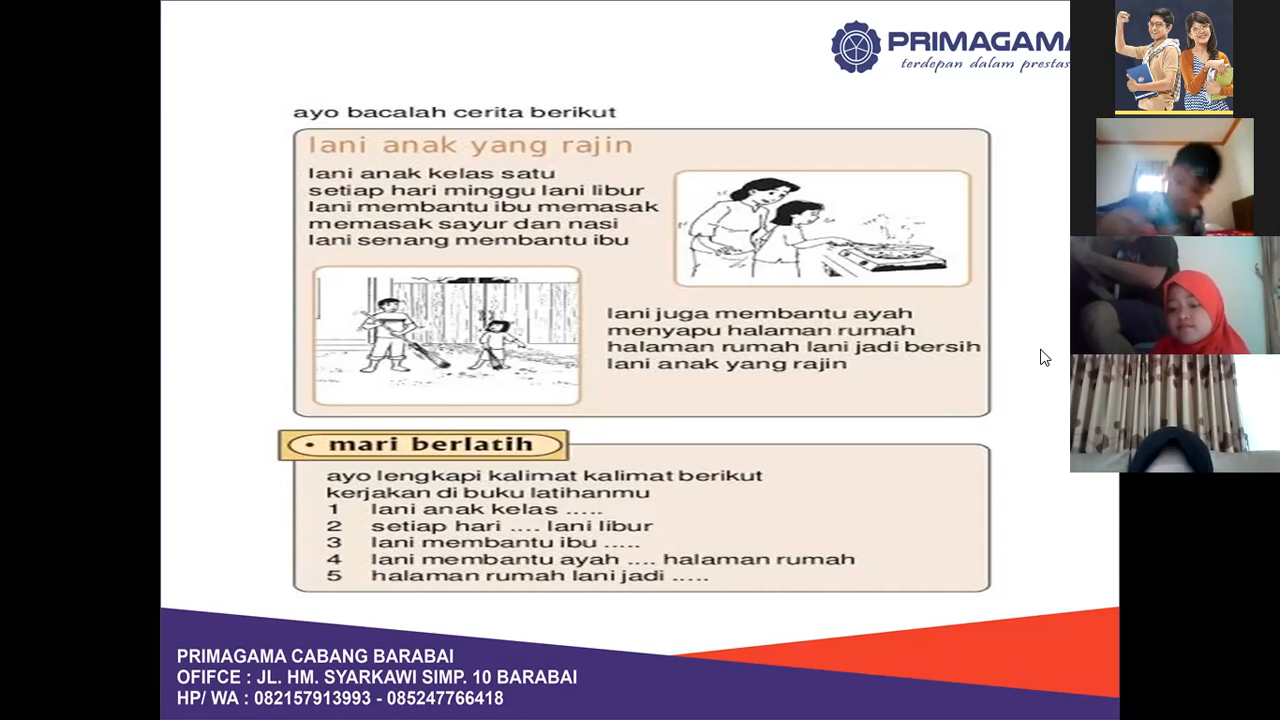 PRIMAGAMA
terdepan dalam prestas
ayo bacalah cerita berikut
lani anak yang rajin
lani anak kelas satu
setiap hari minggu lani libur
lani membantu ibu memasak
memasak sayur dan nasi
lani senang membantu ibu
lani juga membantu ayah
menyapu halaman rumah
halaman rumah lani jadi bersih
lani anak yang rajin
• mari berlatih
ayo lengkapi kalimat kalimat berikut
kerjakan di buku latihanmu
1 lani anak kelas .....
2 setiap hari .... lani libur
3 lani membantu ibu .....
4 lani membantu ayah .... halaman rumah
5 halaman rumah lani jadi .....
PRIMAGAMA CABANG BARABAI
OFIFCE : JL. HM. SYARKAWI SIMP. 10 BARABAI
HP/ WA : 082157913993 - 085247766418